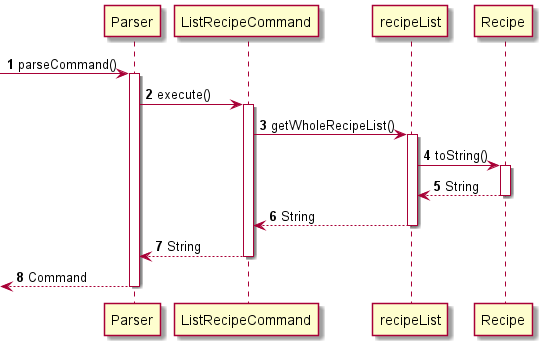 Parser ListRecipeCommand recipeList Recipe
1 parseCommand()
2 execute()
3 getWholeRecipeList()
4 toString()
5 String
6 String
7 String
8 Command
Parser ListRecipeCommand recipeList Recipe